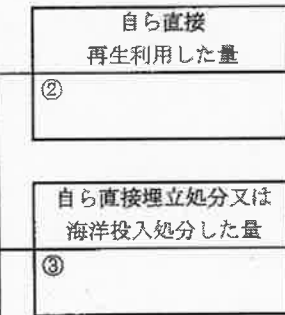 自ら直接
再生利用した量
②
自ら直接埋立処分又は
海洋投入処分した量
③